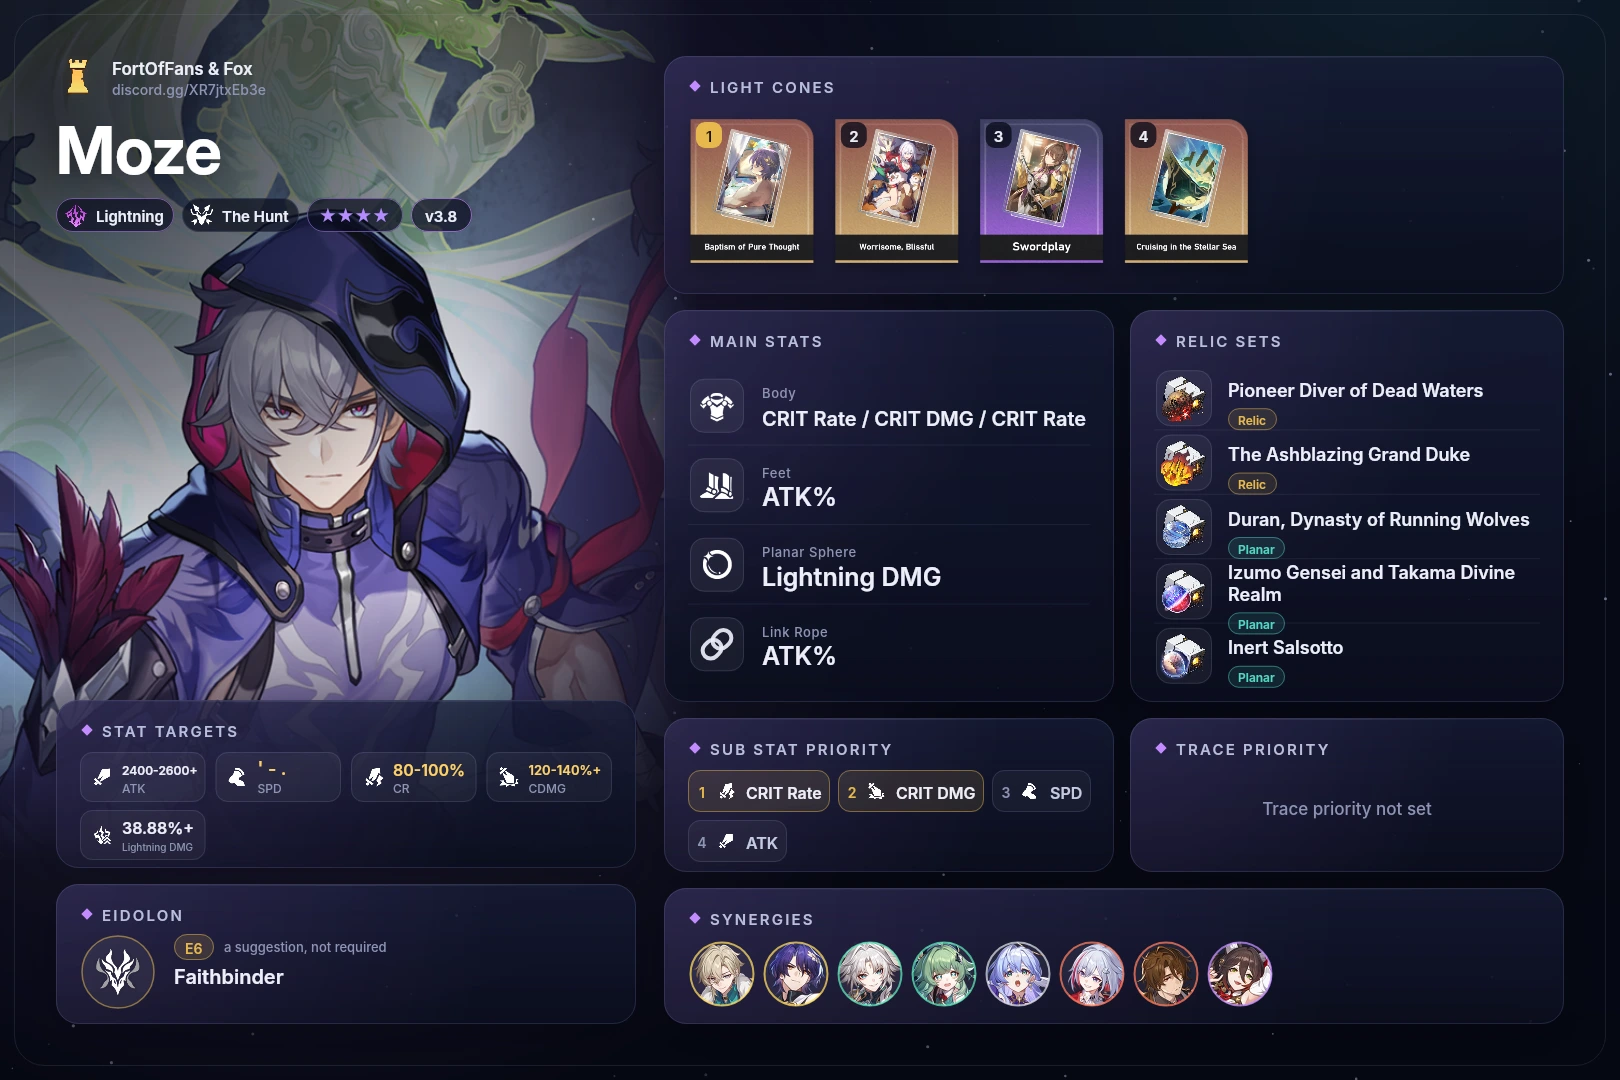 FortOfFans & Fox
discord.gg/XR7jtxEb3e
Moze
Lightning
The Hunt
v3.8
STAT TARGETS
2400-2600+
ATK
' - .
SPD
80-100%
CR
120-140%+
CDMG
38.88%+
Lightning DMG
EIDOLON
E6
a suggestion, not required
Faithbinder
LIGHT CONES
1
Baptism of Pure Thought
2
Worrisome, Blissful
3
Swordplay
4
Cruising in the Stellar Sea
MAIN STATS
Body
CRIT Rate / CRIT DMG / CRIT Rate
Feet
ATK%
Planar Sphere
Lightning DMG
Link Rope
ATK%
RELIC SETS
Pioneer Diver of Dead Waters
Relic
The Ashblazing Grand Duke
Relic
Duran, Dynasty of Running Wolves
Planar
Izumo Gensei and Takama Divine
Realm
Planar
Inert Salsotto
Planar
SUB STAT PRIORITY
1 CRIT Rate
2 CRIT DMG
3 SPD
4 ATK
TRACE PRIORITY
Trace priority not set
SYNERGIES